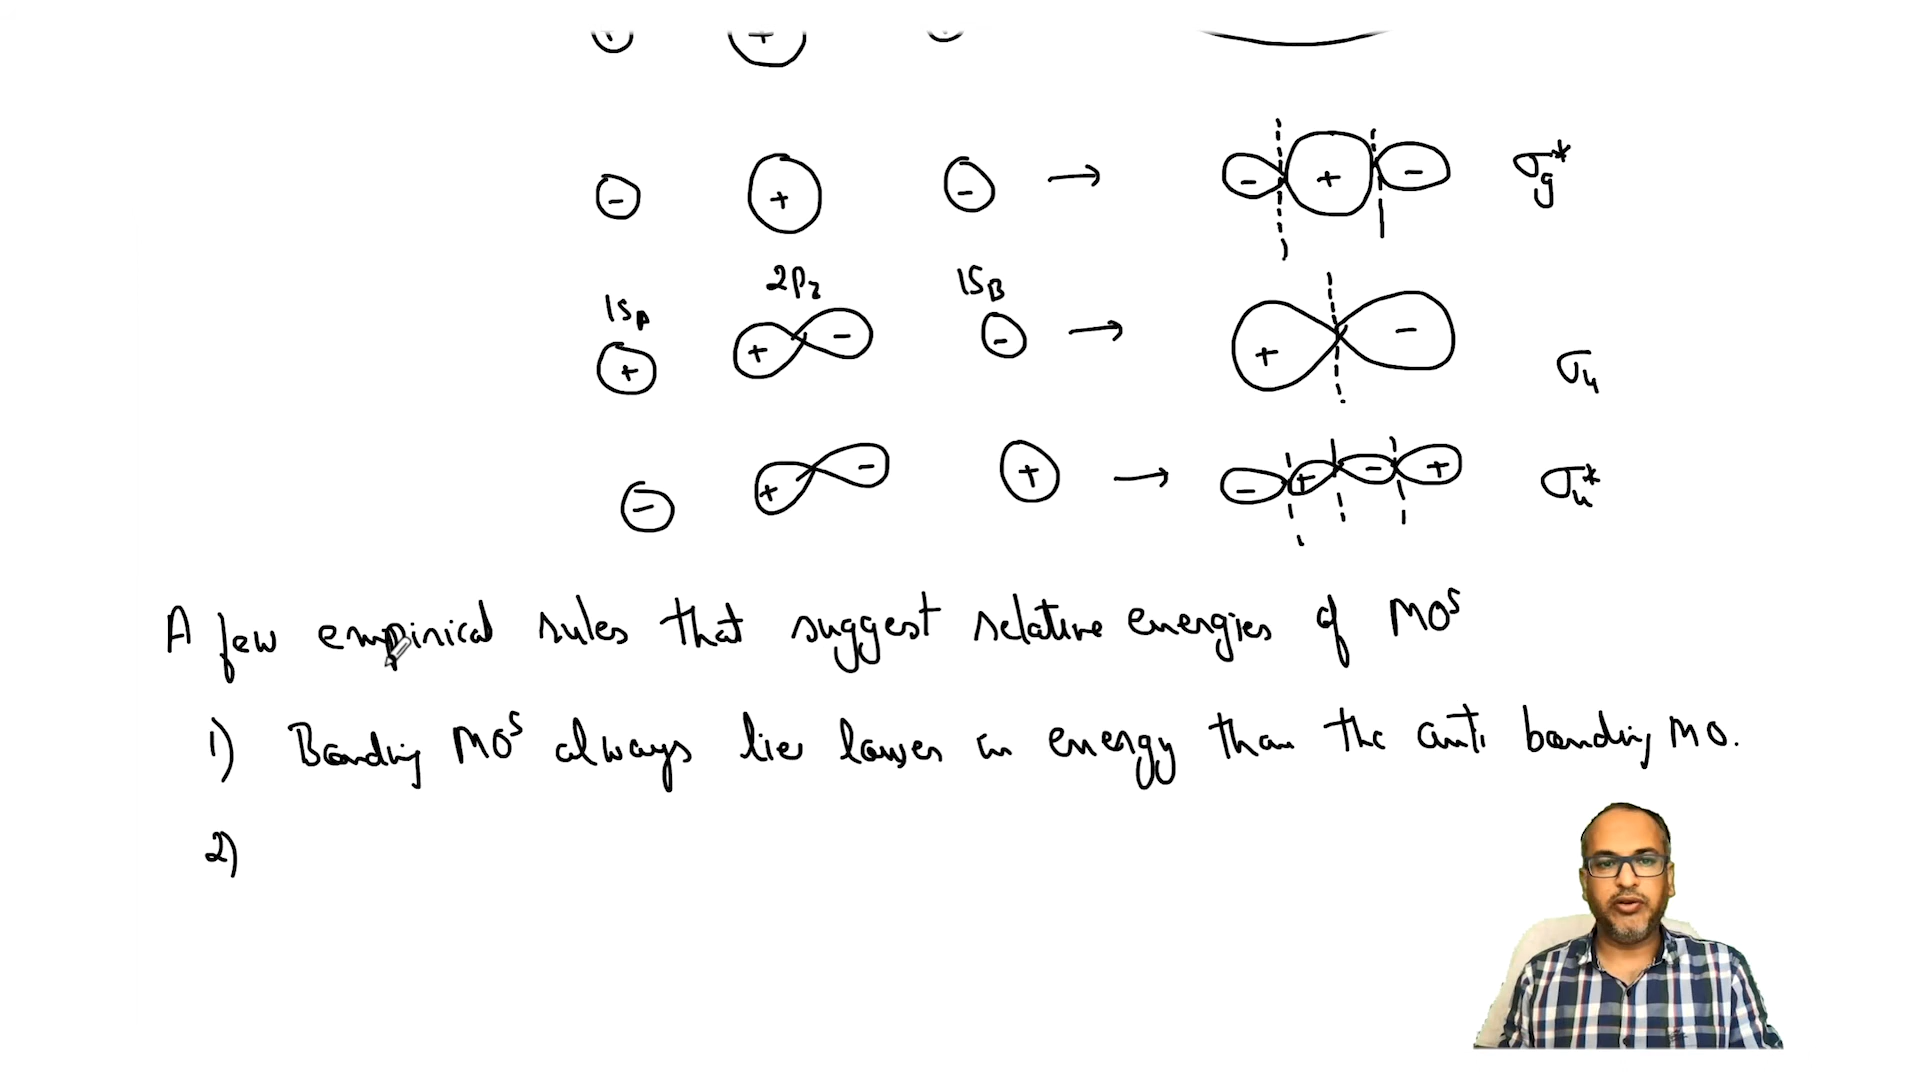 + + +
- + - → - + - σg*
1SA 2Pz 1SB
+ + - - → + - σu
- + - + → - + - + σu*
A few empirical rules that suggest relative energies of MOs
1) Bonding MOs always lie lower in energy than the anti bonding MO.
2)